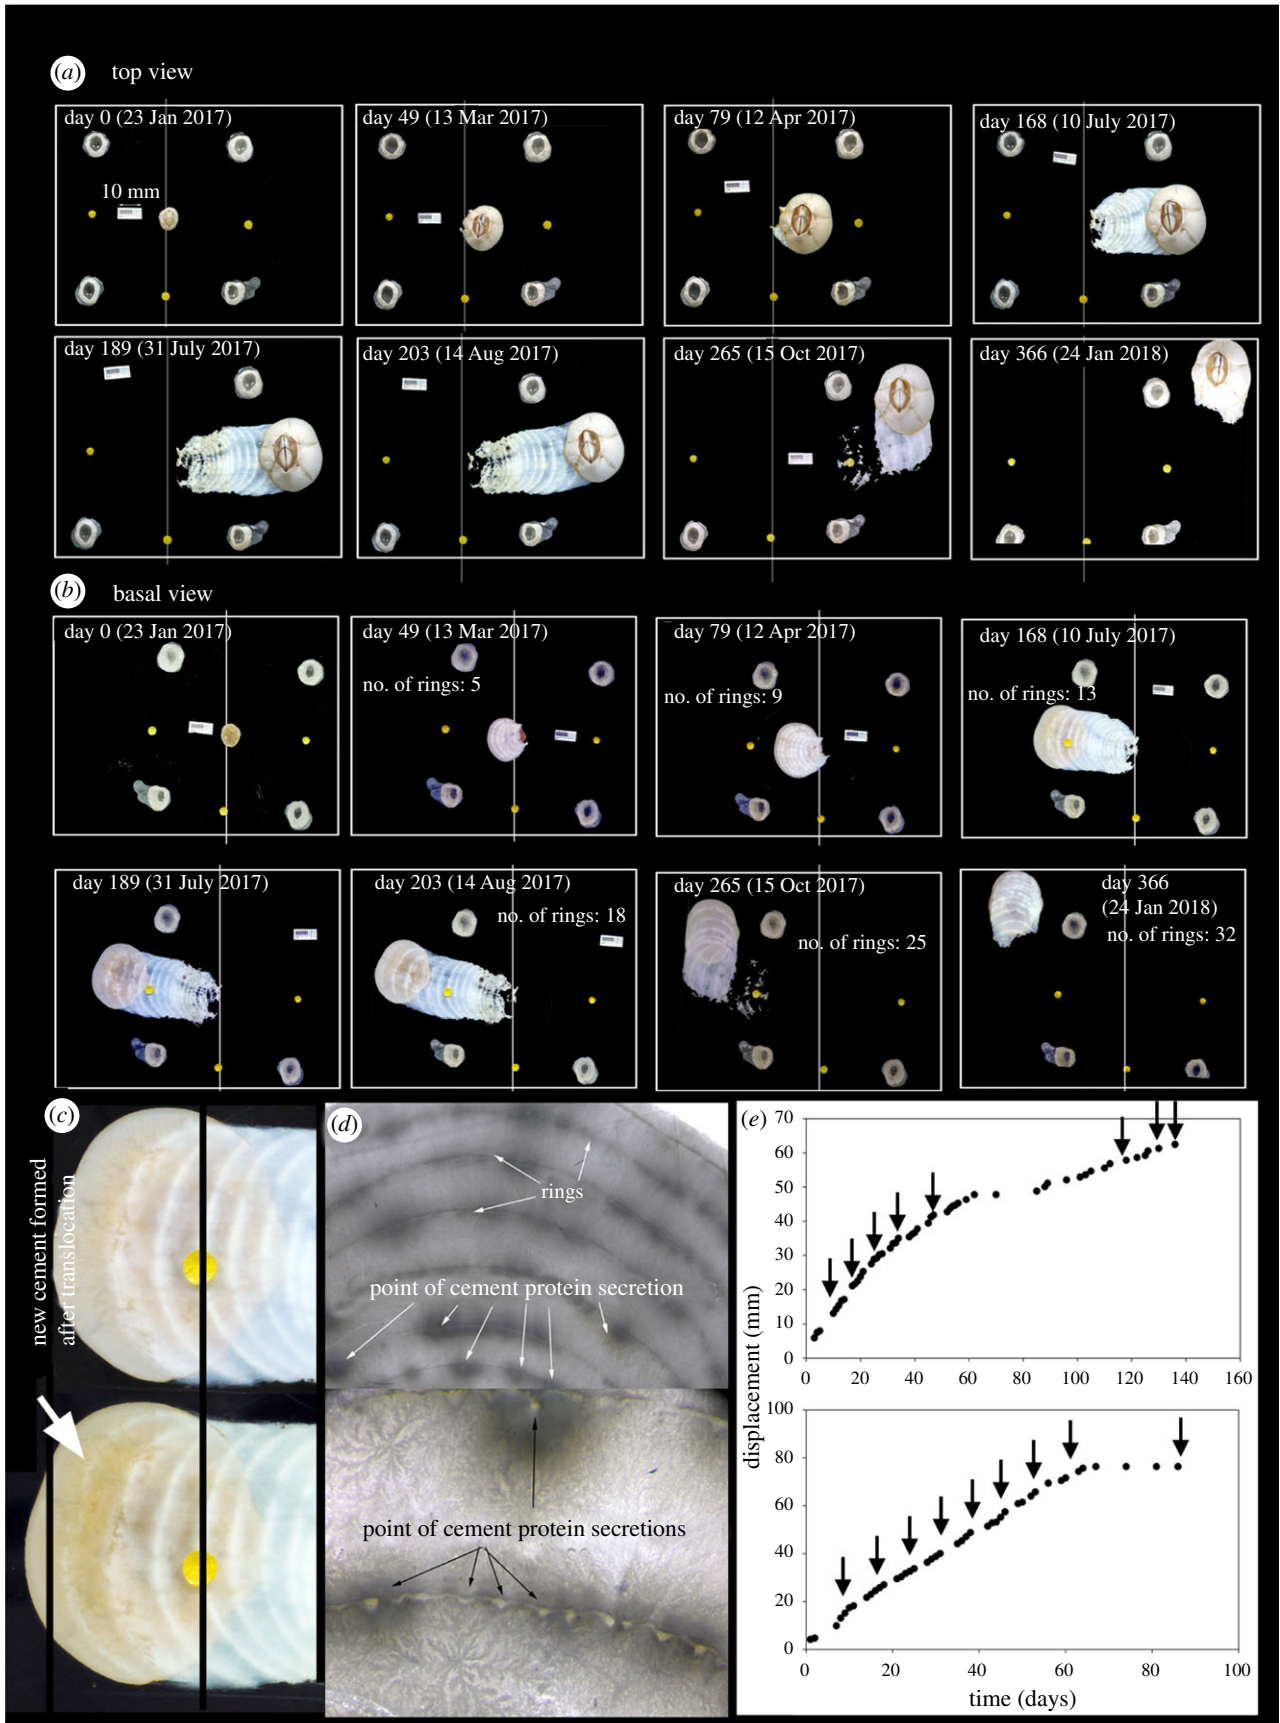 (a) top view
day 0 (23 Jan 2017)
10 mm
day 49 (13 Mar 2017)
day 79 (12 Apr 2017)
day 168 (10 July 2017)
day 189 (31 July 2017)
day 203 (14 Aug 2017)
day 265 (15 Oct 2017)
day 366 (24 Jan 2018)
(b) basal view
day 0 (23 Jan 2017)
day 49 (13 Mar 2017)
no. of rings: 5
day 79 (12 Apr 2017)
no. of rings: 9
day 168 (10 July 2017)
no. of rings: 13
day 189 (31 July 2017)
day 203 (14 Aug 2017)
no. of rings: 18
day 265 (15 Oct 2017)
no. of rings: 25
day 366
(24 Jan 2018)
no. of rings: 32
(c)
new cement formed
after translocation
(d)
rings
point of cement protein secretion
point of cement protein secretions
(e)
displacement (mm)
70
60
50
40
30
20
10
0
0 20 40 60 80 100 120 140 160
100
80
60
40
20
0
0 20 40 60 80 100
time (days)